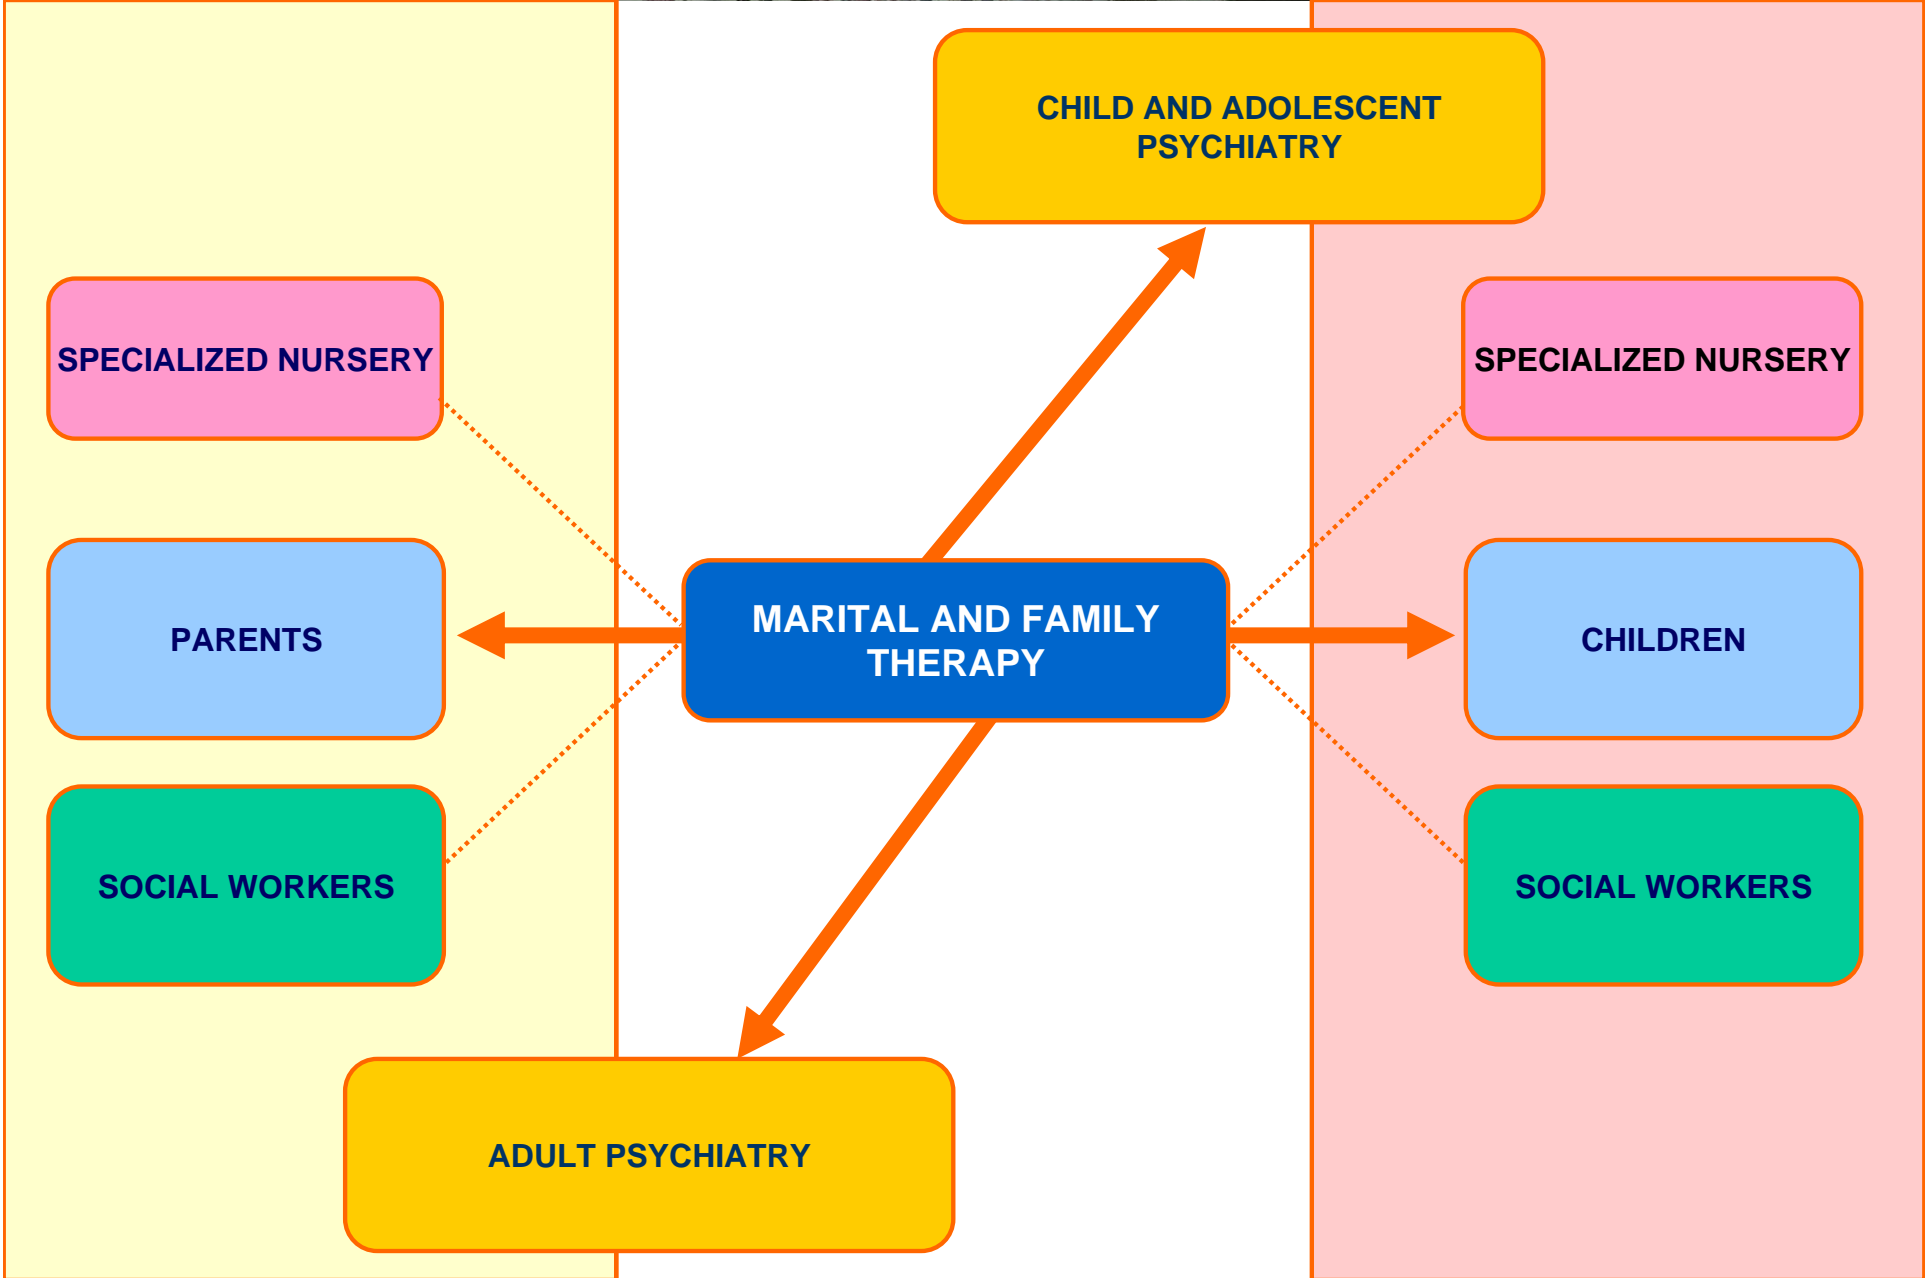 CHILD AND ADOLESCENT
PSYCHIATRY
SPECIALIZED NURSERY
SPECIALIZED NURSERY
PARENTS
MARITAL AND FAMILY
THERAPY
CHILDREN
SOCIAL WORKERS
SOCIAL WORKERS
ADULT PSYCHIATRY